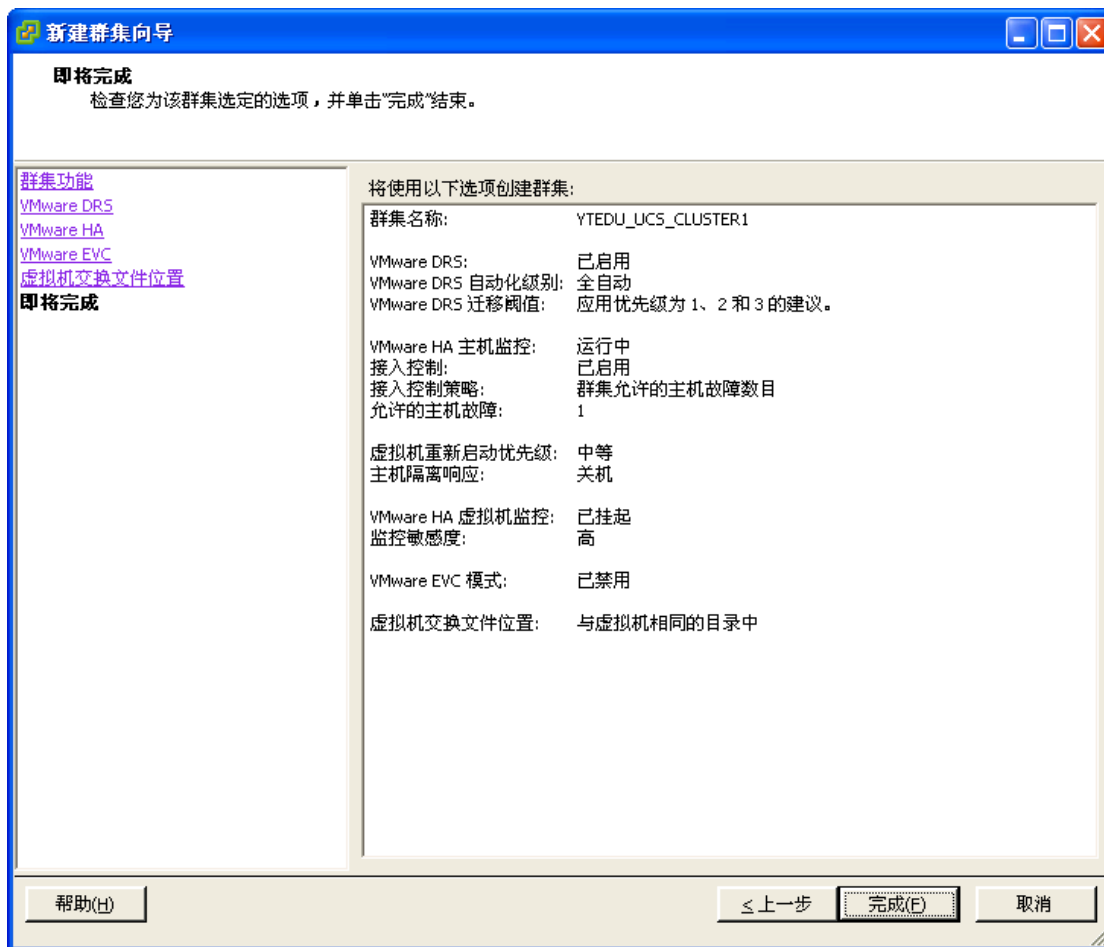 新建群集向导
即将完成
检查您为该群集选定的选项，并单击"完成"结束。
群集功能
VMware DRS
VMware HA
VMware EVC
虚拟机交换文件位置
即将完成
将使用以下选项创建群集:
群集名称: YTEDU_UCS_CLUSTER1
VMware DRS: 已启用
VMware DRS 自动化级别: 全自动
VMware DRS 迁移阈值: 应用优先级为 1、2 和 3 的建议。
VMware HA 主机监控: 运行中
接入控制: 已启用
接入控制策略: 群集允许的主机故障数目
允许的主机故障: 1
虚拟机重新启动优先级: 中等
主机隔离响应: 关机
VMware HA 虚拟机监控: 已挂起
监控敏感度: 高
VMware EVC 模式: 已禁用
虚拟机交换文件位置: 与虚拟机相同的目录中
帮助(H) ≤上一步 完成(F) 取消